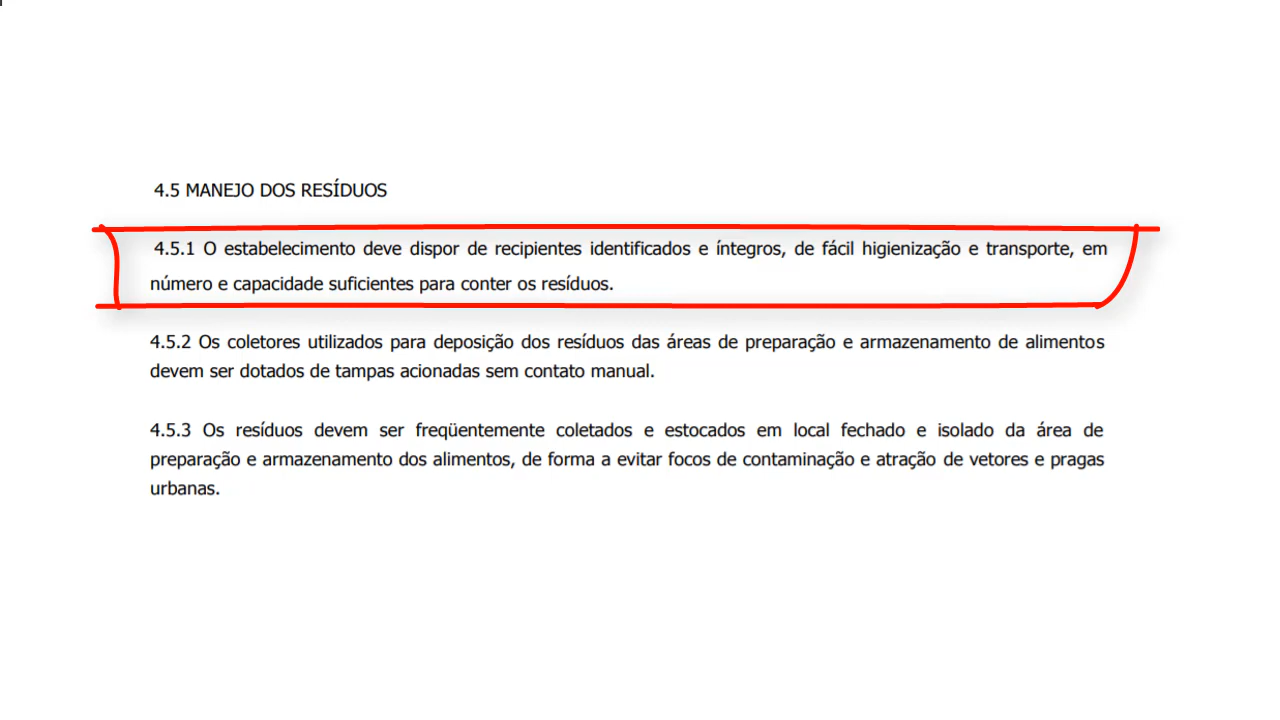 4.5 MANEJO DOS RESÍDUOS
4.5.1 O estabelecimento deve dispor de recipientes identificados e íntegros, de fácil higienização e transporte, em
número e capacidade suficientes para conter os resíduos.
4.5.2 Os coletores utilizados para deposição dos resíduos das áreas de preparação e armazenamento de alimentos
devem ser dotados de tampas acionadas sem contato manual.
4.5.3 Os resíduos devem ser freqüentemente coletados e estocados em local fechado e isolado da área de
preparação e armazenamento dos alimentos, de forma a evitar focos de contaminação e atração de vetores e pragas
urbanas.